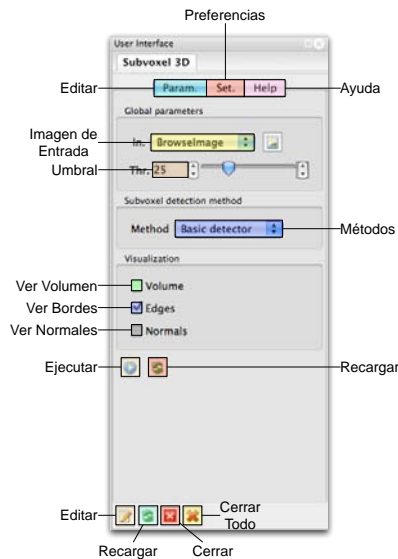 Preferencias
User Interface
Subvoxel 3D
Editar
Param.
Set.
Help
Ayuda
Global parameters
Imagen de
Entrada
In.
BrowseImage
Umbral
Thr.
25
Subvoxel detection method
Method
Basic detector
Métodos
Visualization
Ver Volumen
Volume
Ver Bordes
Edges
Ver Normales
Normals
Ejecutar
Recargar
Editar
Cerrar
Todo
Recargar
Cerrar